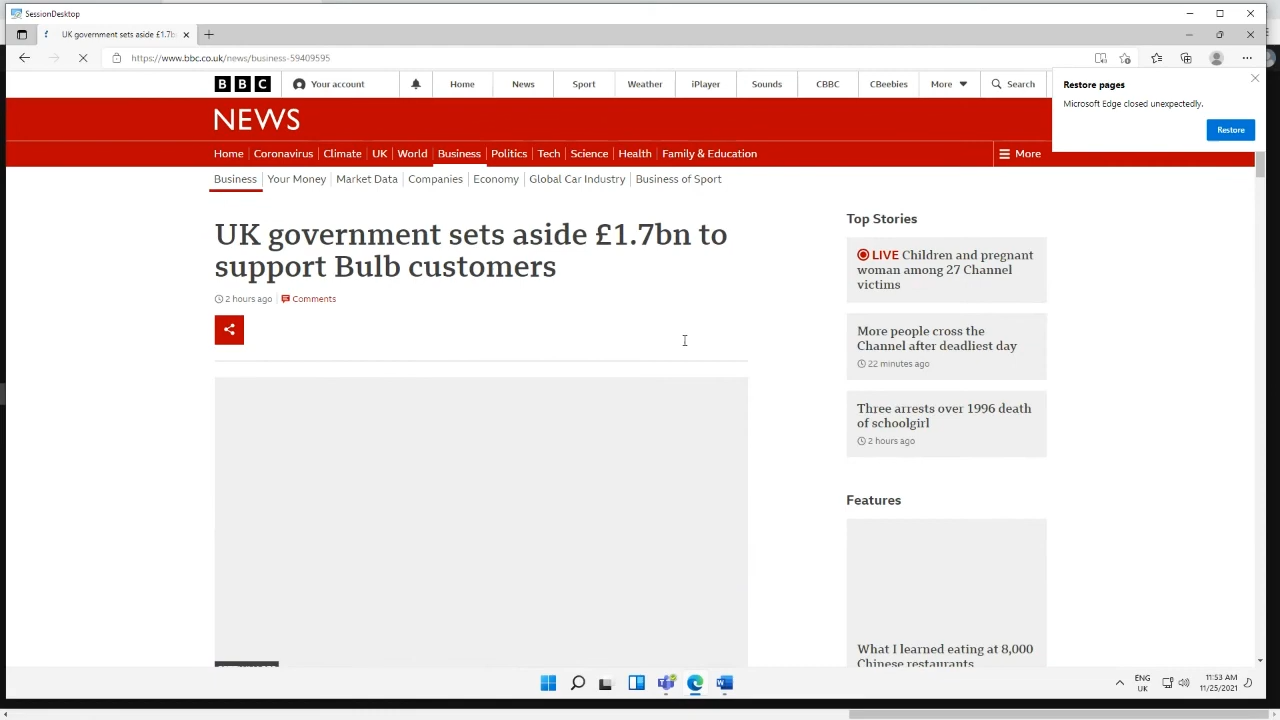 SessionDesktop
UK government sets aside £1.7b
https://www.bbc.co.uk/news/business-59409595
BBC Your account Home News Sport Weather iPlayer Sounds CBBC CBeebies More Search
Restore pages
Microsoft Edge closed unexpectedly.
Restore
NEWS
Home Coronavirus Climate UK World Business Politics Tech Science Health Family & Education More
Business Your Money Market Data Companies Economy Global Car Industry Business of Sport
UK government sets aside £1.7bn to
support Bulb customers
2 hours ago Comments
Top Stories
LIVE Children and pregnant
woman among 27 Channel
victims
More people cross the
Channel after deadliest day
22 minutes ago
Three arrests over 1996 death
of schoolgirl
2 hours ago
Features
What I learned eating at 8,000
Chinese restaurants
ENG
UK
11:53 AM
11/25/2021